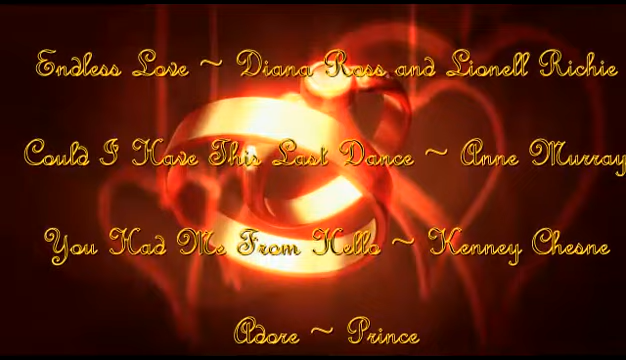 Endless Love ~ Diana Ross and Lionell Richie
Could I Have This Last Dance ~ Anne Murray
You Had Me From Hello ~ Kenney Chesne
Adore ~ Prince